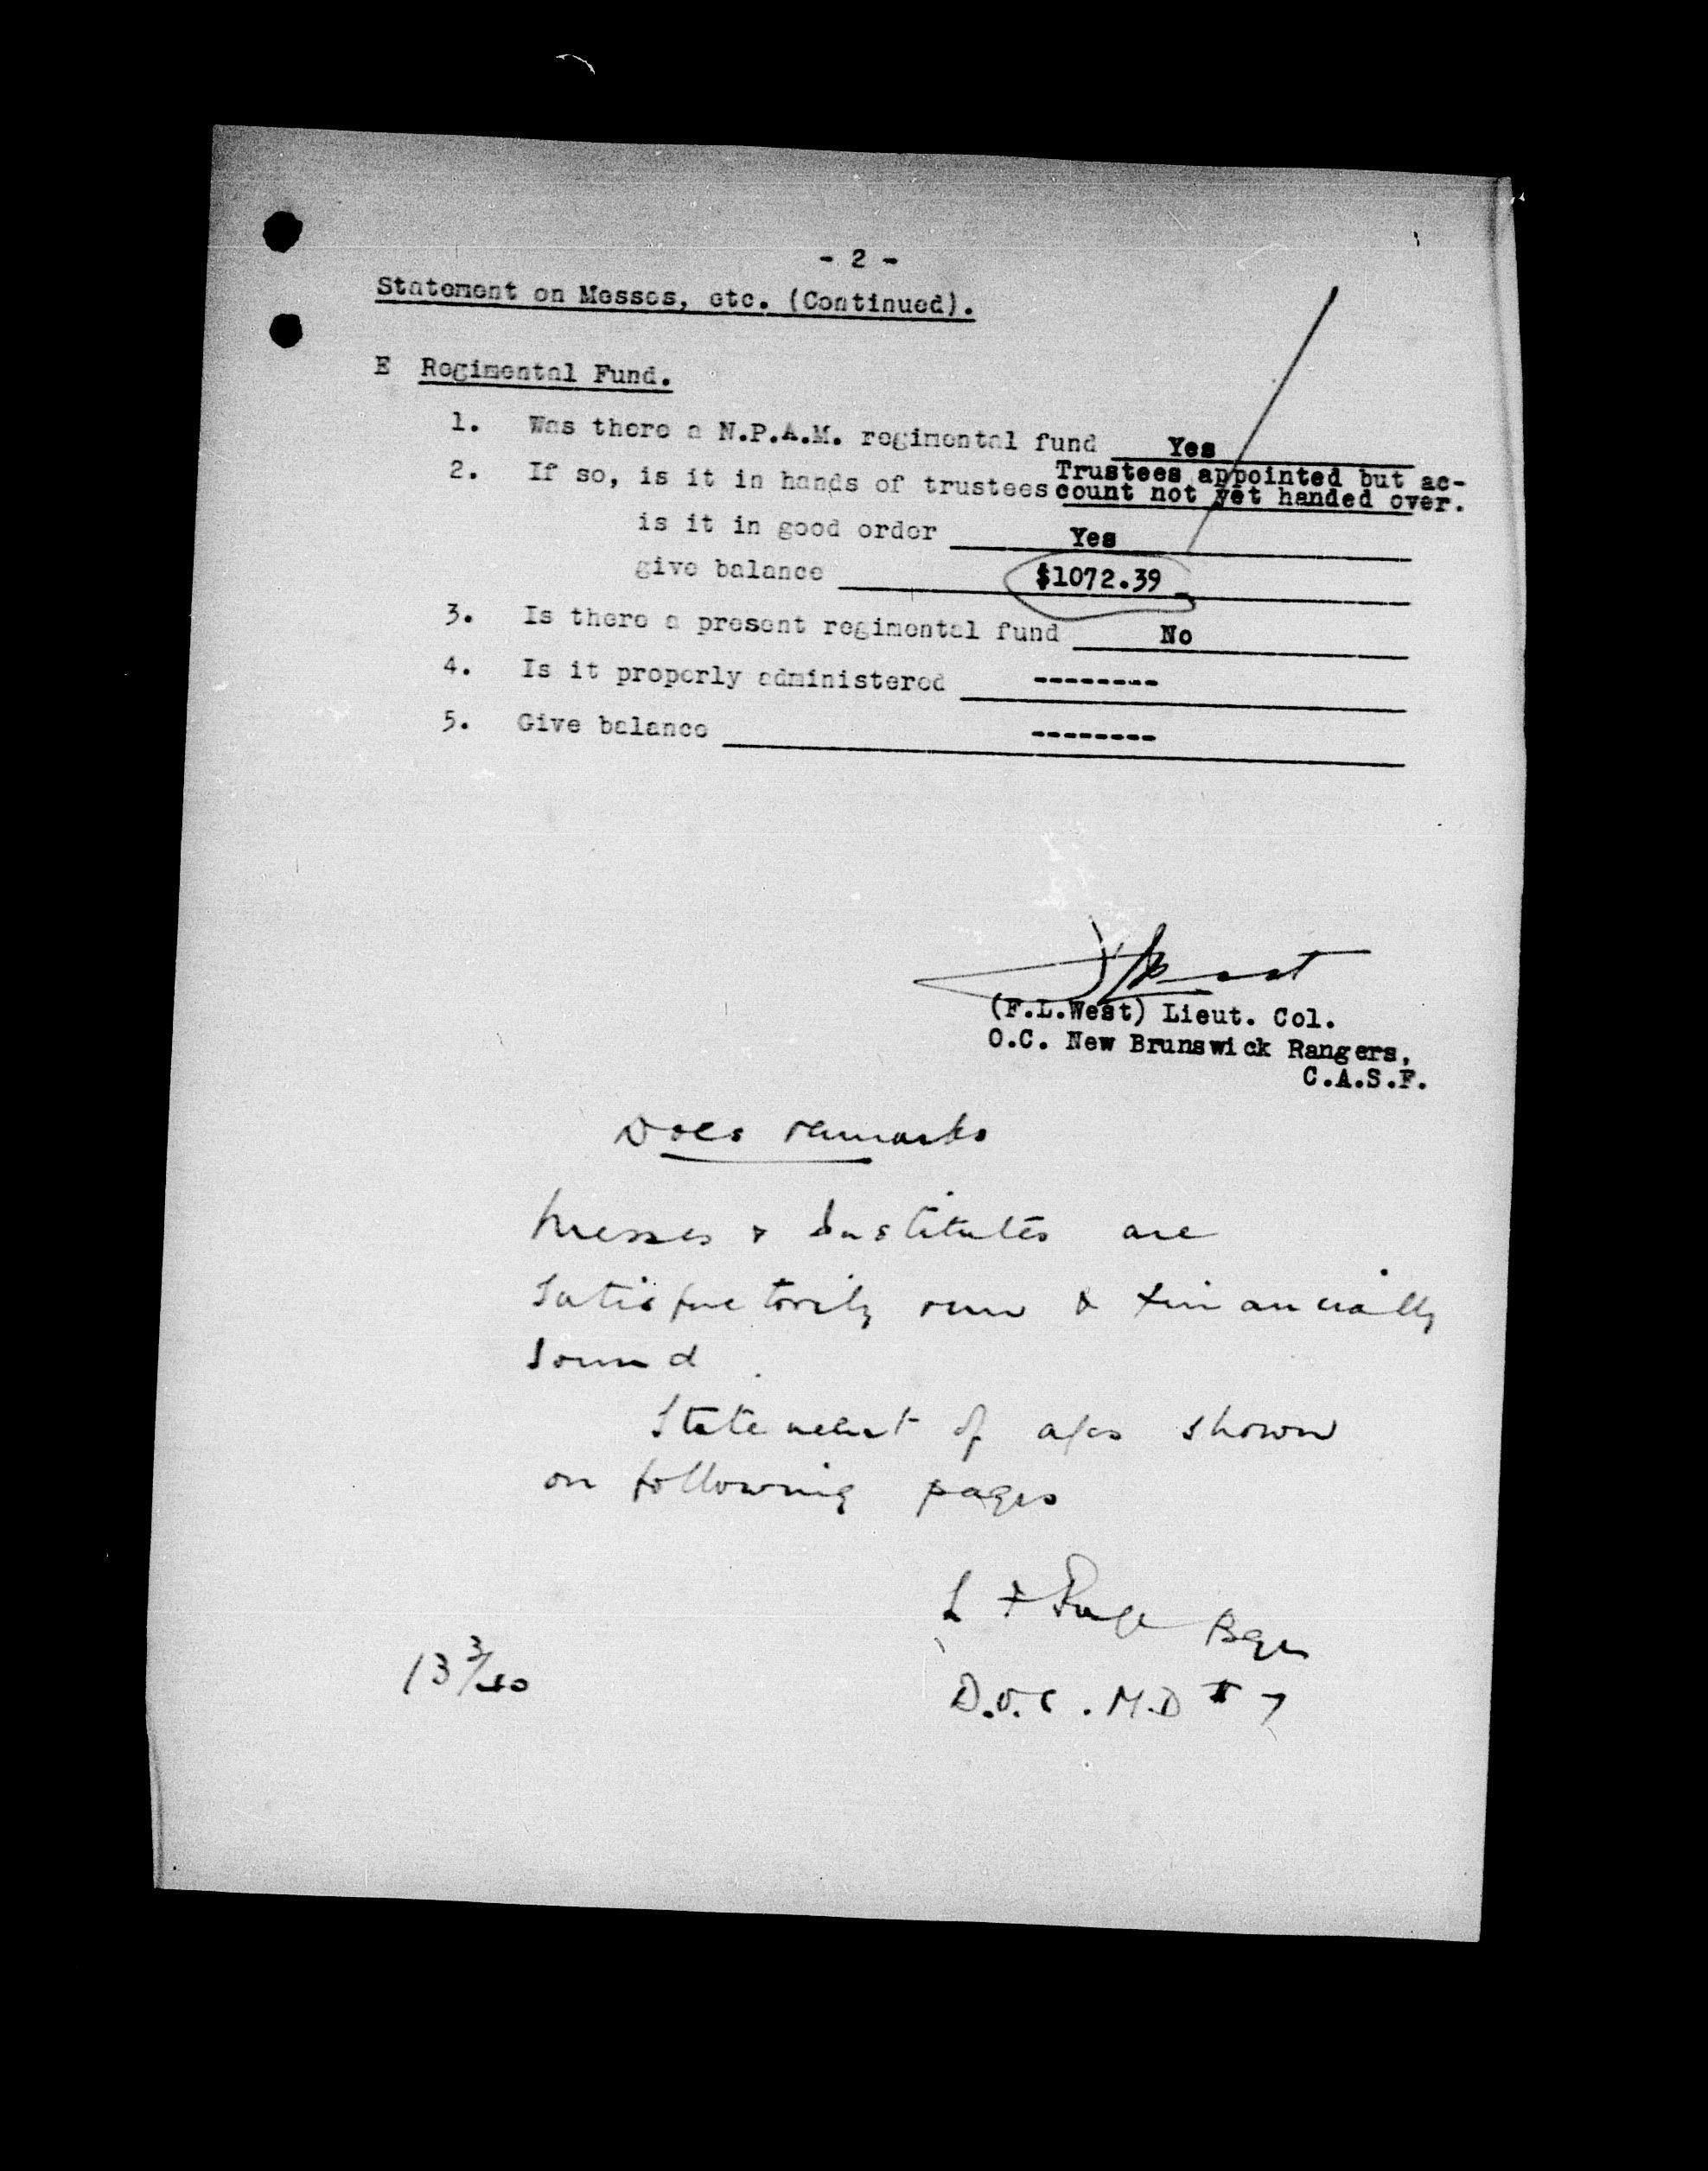 - 2 -
Statement on Messes, etc. (Continued).
E Regimental Fund.
1. Was there a N.P.A.M. regimental fund Yes
2. If so, is it in hands of trustees Trustees appointed but ac-
count not yet handed over.
is it in good order Yes
give balance $1072.39
3. Is there a present regimental fund No
4. Is it properly administered --------
5. Give balance --------
(F.L.West) Lieut. Col.
O.C. New Brunswick Rangers,
C.A.S.F.
DOCs remarks
Messes & Institutes are
satisfactorily run & financially
sound.
Statement of a/cs shown
on following pages
L F Page Bgr
13 3/40
D.O.C. M.D # 7